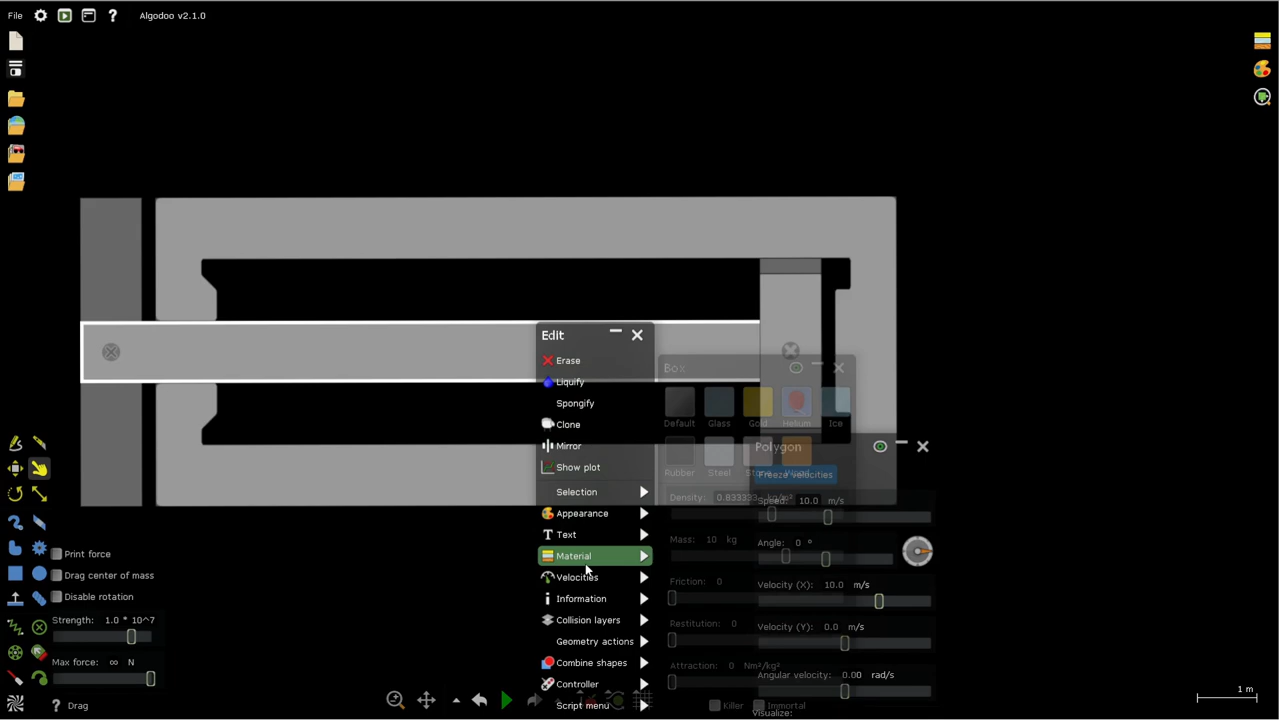 File
Algodoo v2.1.0
Edit
Erase
Liquify
Spongify
Clone
Mirror
Show plot
Selection
Appearance
Text
Material
Velocities
Information
Collision layers
Geometry actions
Combine shapes
Controller
Script menu
Box
Default Glass Gold Helium Ice
Rubber Steel
Density: 0.833333
Mass: 10 kg
Friction: 0
Restitution: 0
Attraction: 0 Nm²/kg²
Killer Immortal
Polygon
Freeze velocities
Speed: 10.0 m/s
Angle: 0 °
Velocity (X): 10.0 m/s
Velocity (Y): 0.0 m/s
Angular velocity: 0.00 rad/s
Visualize:
Print force
Drag center of mass
Disable rotation
Strength: 1.0 * 10^7
Max force: ∞ N
? Drag
1 m